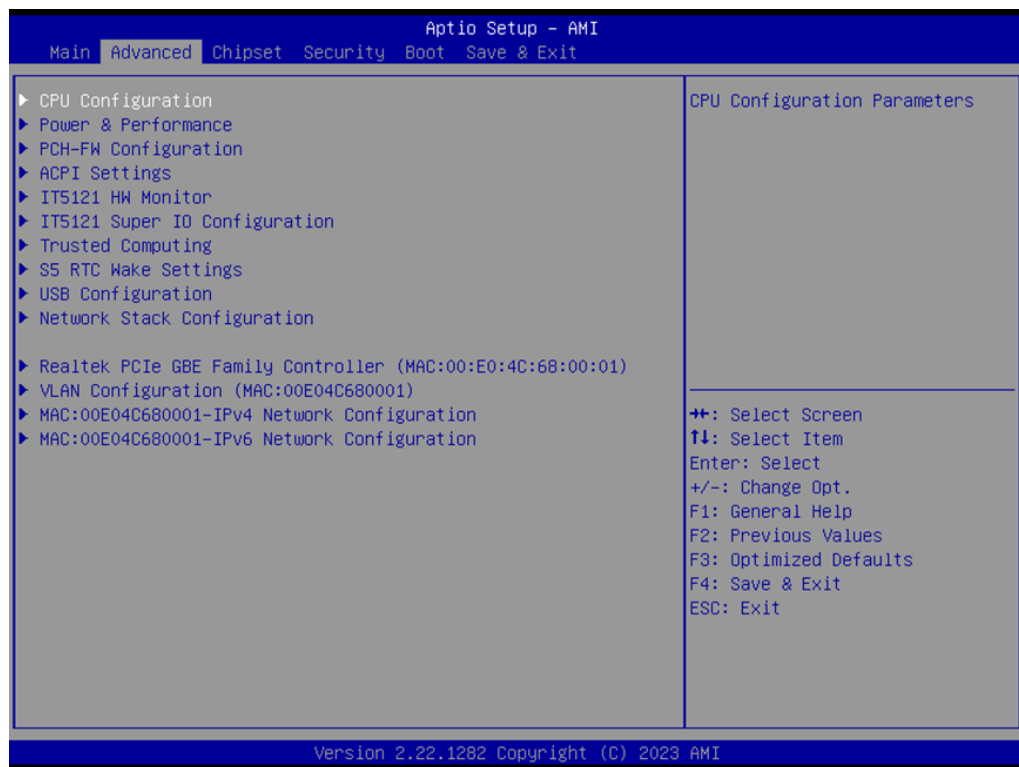 Aptio Setup - AMI
Main Advanced Chipset Security Boot Save & Exit
CPU Configuration
Power & Performance
PCH-FW Configuration
ACPI Settings
IT5121 HW Monitor
IT5121 Super IO Configuration
Trusted Computing
S5 RTC Wake Settings
USB Configuration
Network Stack Configuration
Realtek PCIe GBE Family Controller (MAC:00:E0:4C:68:00:01)
VLAN Configuration (MAC:00E04C680001)
MAC:00E04C680001-IPv4 Network Configuration
MAC:00E04C680001-IPv6 Network Configuration
CPU Configuration Parameters
→←: Select Screen
↑↓: Select Item
Enter: Select
+/-: Change Opt.
F1: General Help
F2: Previous Values
F3: Optimized Defaults
F4: Save & Exit
ESC: Exit
Version 2.22.1282 Copyright (C) 2023 AMI